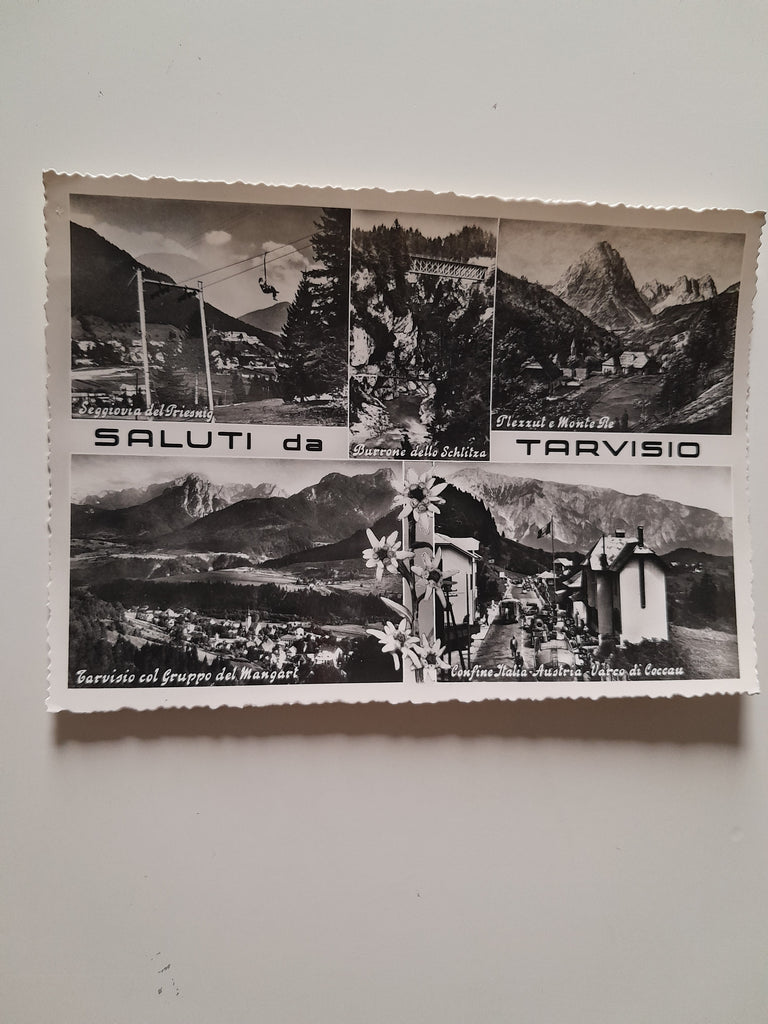 Seggiovia del Priesnig
Burrone dello Schlitza
Plezzut e Monte Re
SALUTI da TARVISIO
Tarvisio col Gruppo del Mangart
Confine Italia-Austria - Varco di Coccau